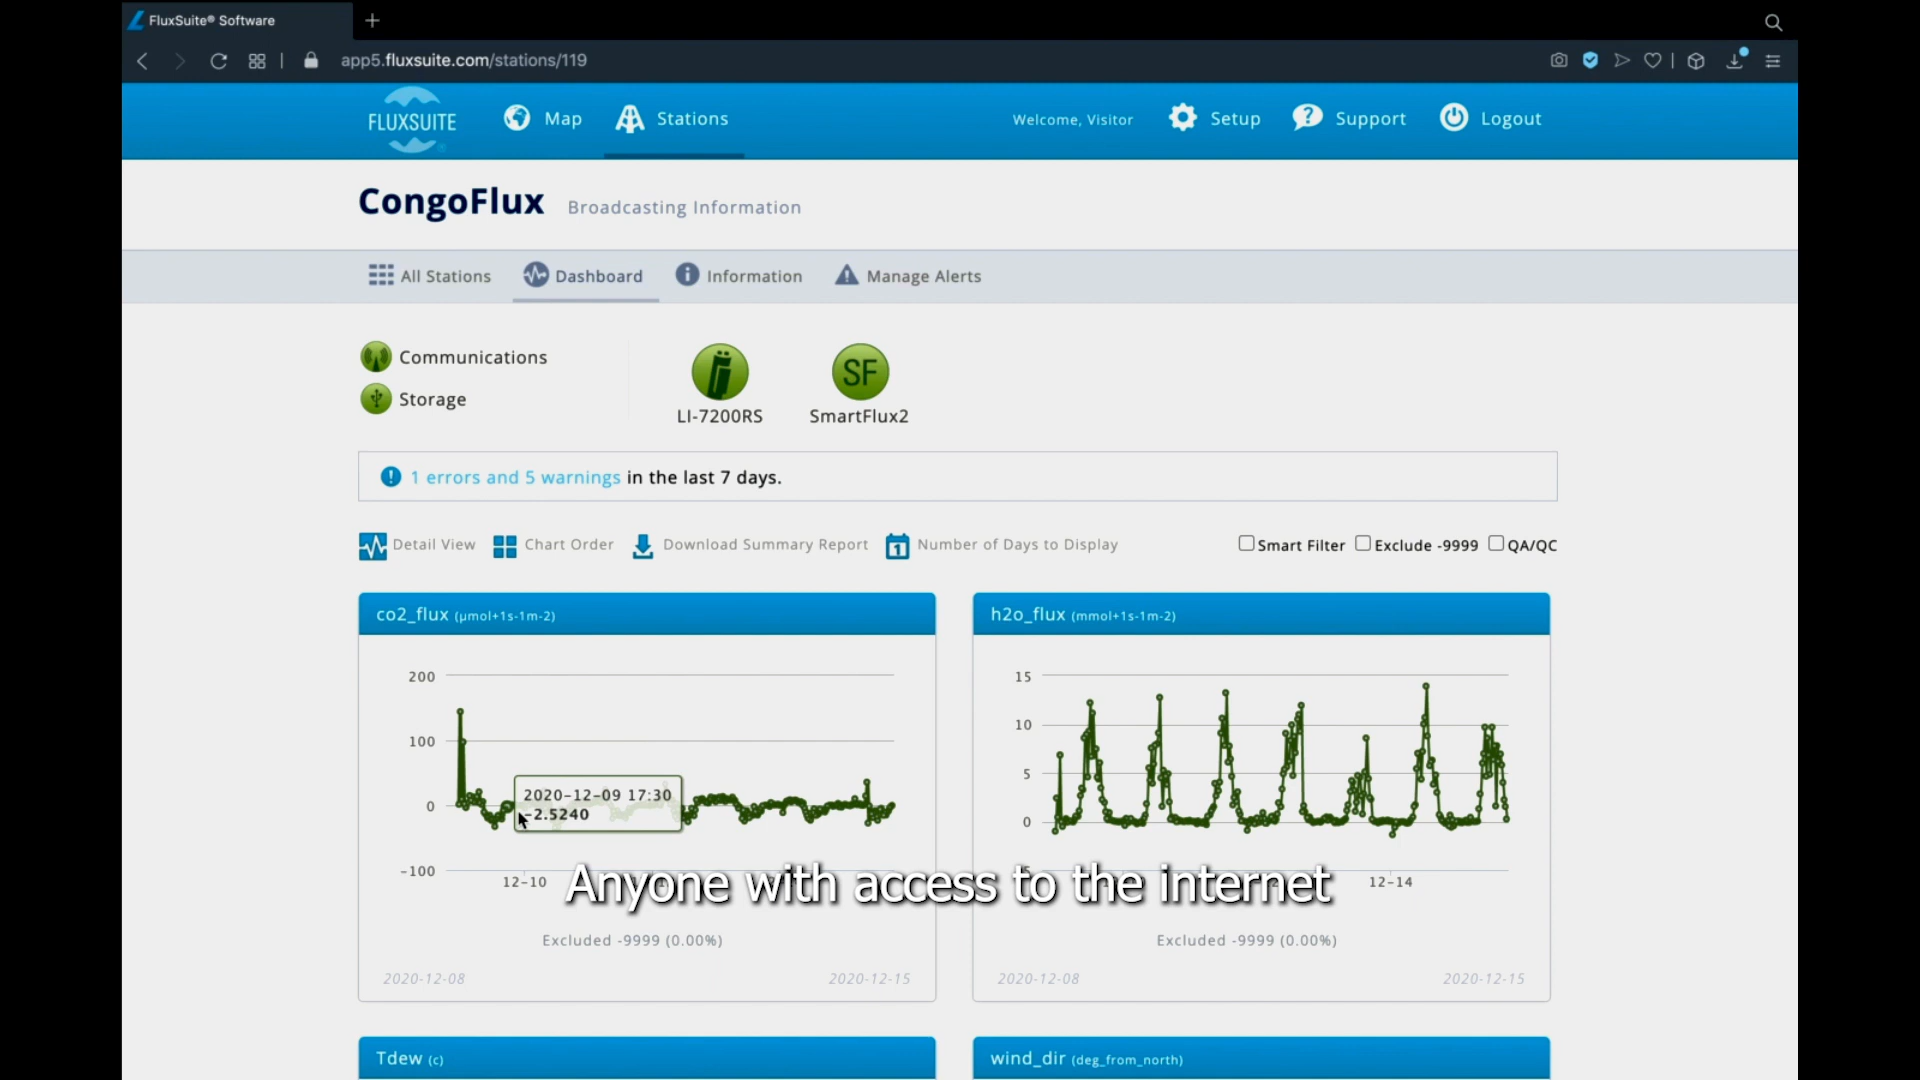 FluxSuite® Software
app5.fluxsuite.com/stations/119
FLUXSUITE
Map
Stations
Welcome, Visitor
Setup
Support
Logout
CongoFlux
Broadcasting Information
All Stations
Dashboard
Information
Manage Alerts
Communications
Storage
LI-7200RS
SF
SmartFlux2
1 errors and 5 warnings in the last 7 days.
Detail View
Chart Order
Download Summary Report
1
Number of Days to Display
Smart Filter
Exclude -9999
QA/QC
co2_flux (μmol+1s-1m-2)
200
100
0
-100
2020-12-09 17:30
-2.5240
12-10
Excluded -9999 (0.00%)
2020-12-08
2020-12-15
h2o_flux (mmol+1s-1m-2)
15
10
5
0
12-14
Excluded -9999 (0.00%)
2020-12-08
2020-12-15
Anyone with access to the internet
Tdew (c)
wind_dir (deg_from_north)